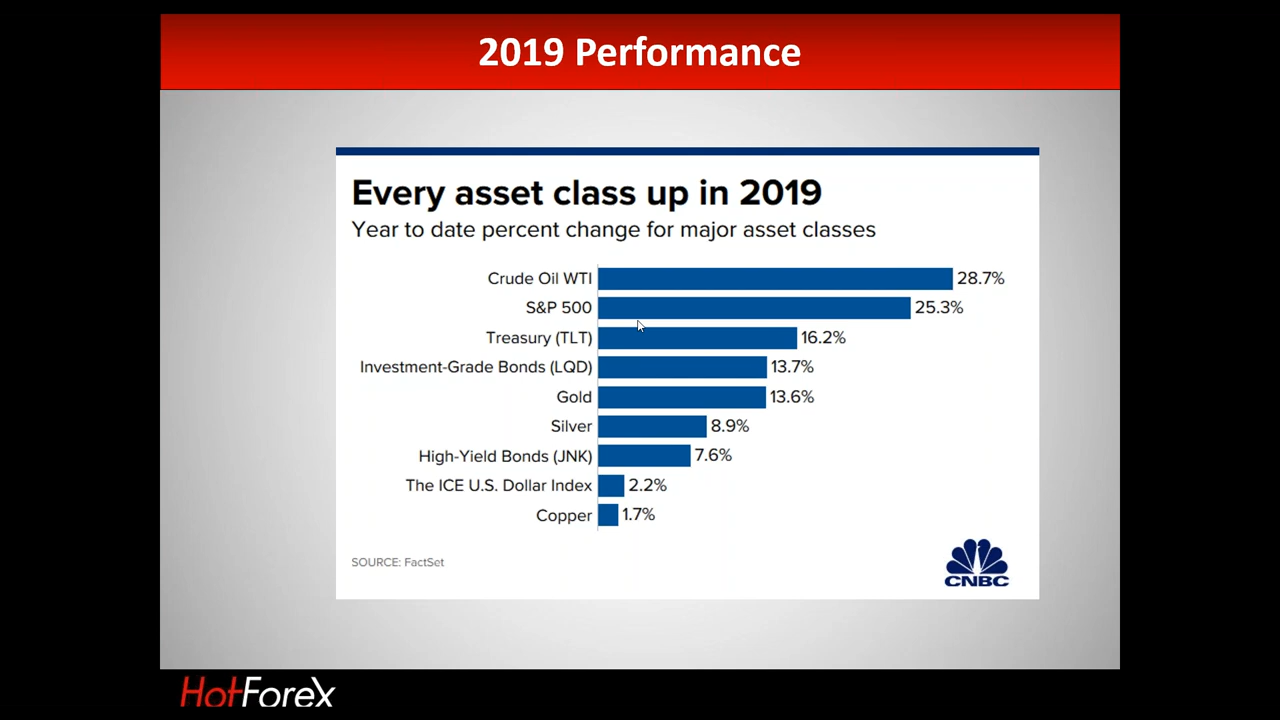 2019 Performance
Every asset class up in 2019
Year to date percent change for major asset classes
Crude Oil WTI 28.7%
S&P 500 25.3%
Treasury (TLT) 16.2%
Investment-Grade Bonds (LQD) 13.7%
Gold 13.6%
Silver 8.9%
High-Yield Bonds (JNK) 7.6%
The ICE U.S. Dollar Index 2.2%
Copper 1.7%
SOURCE: FactSet
CNBC
HotForex